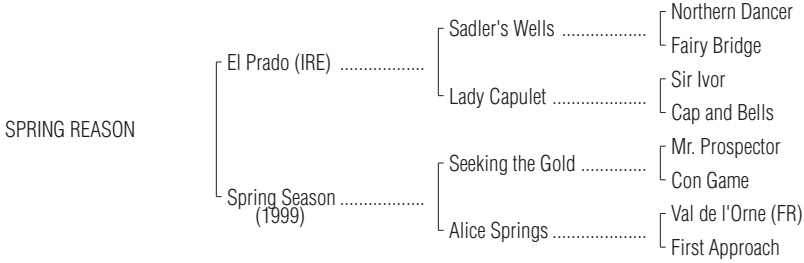 Northern Dancer
Sadler's Wells ..................
Fairy Bridge
El Prado (IRE) ..................
Sir Ivor
Lady Capulet ....................
Cap and Bells
SPRING REASON
Mr. Prospector
Seeking the Gold ..............
Con Game
Spring Season ..................
(1999)
Val de l'Orne (FR)
Alice Springs ....................
First Approach